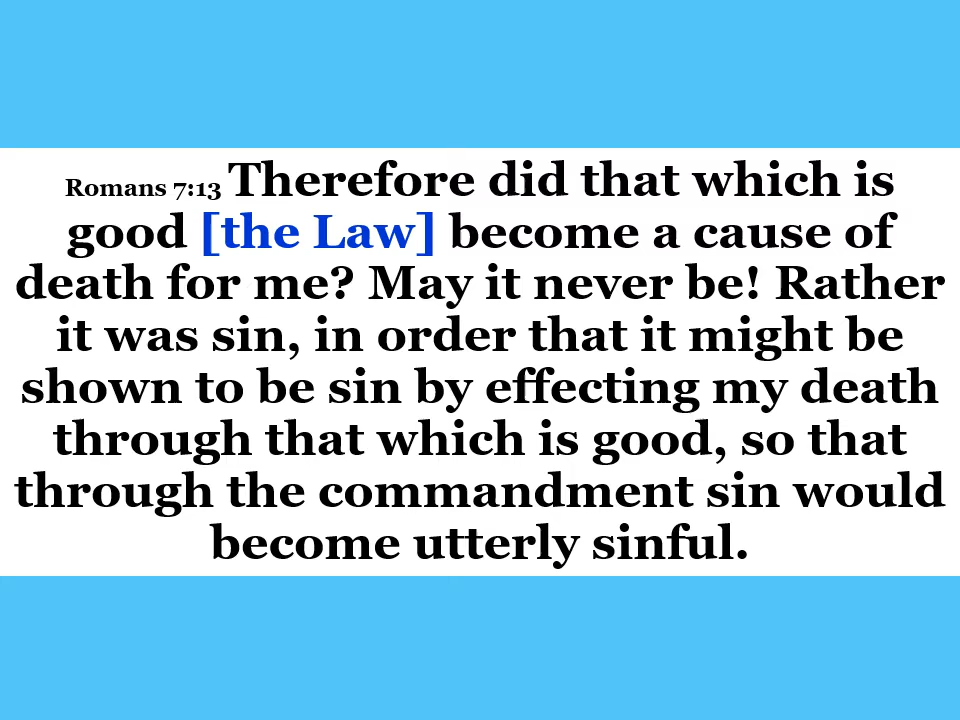 Romans 7:13 Therefore did that which is
good [the Law] become a cause of
death for me? May it never be! Rather
it was sin, in order that it might be
shown to be sin by effecting my death
through that which is good, so that
through the commandment sin would
become utterly sinful.